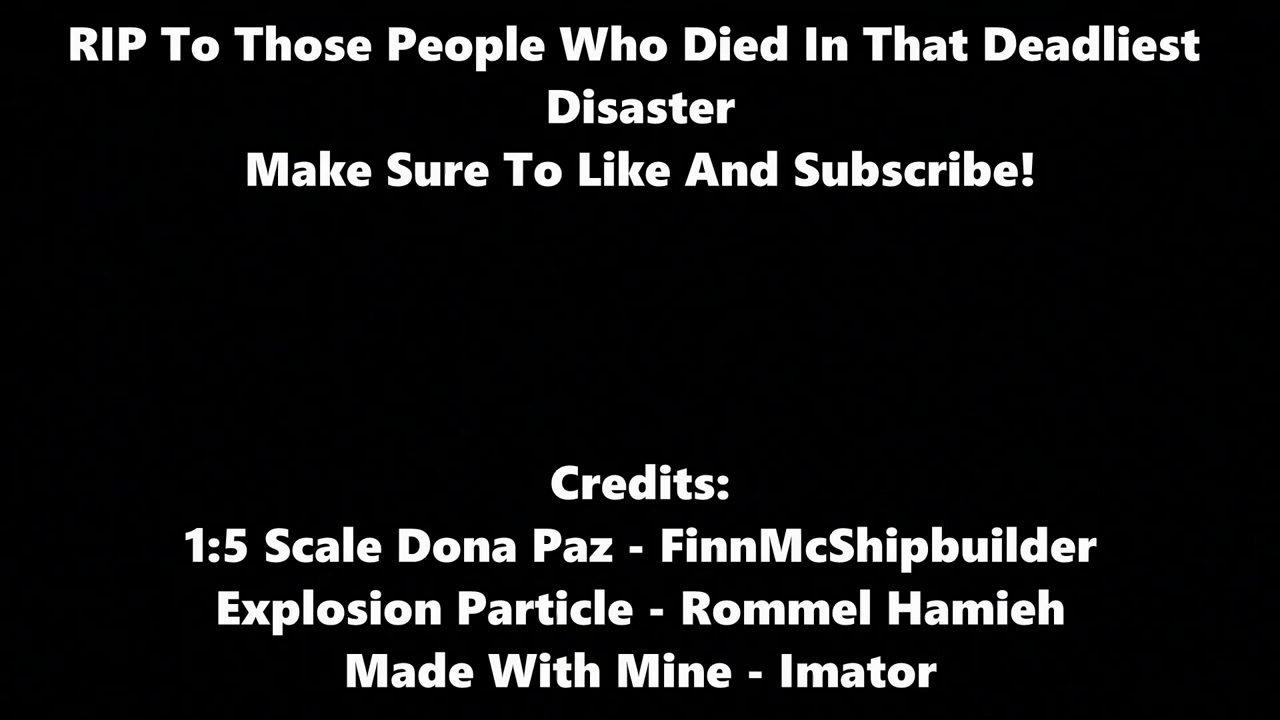 RIP To Those People Who Died In That Deadliest
Disaster
Make Sure To Like And Subscribe!
Credits:
1:5 Scale Dona Paz - FinnMcShipbuilder
Explosion Particle - Rommel Hamieh
Made With Mine - Imator